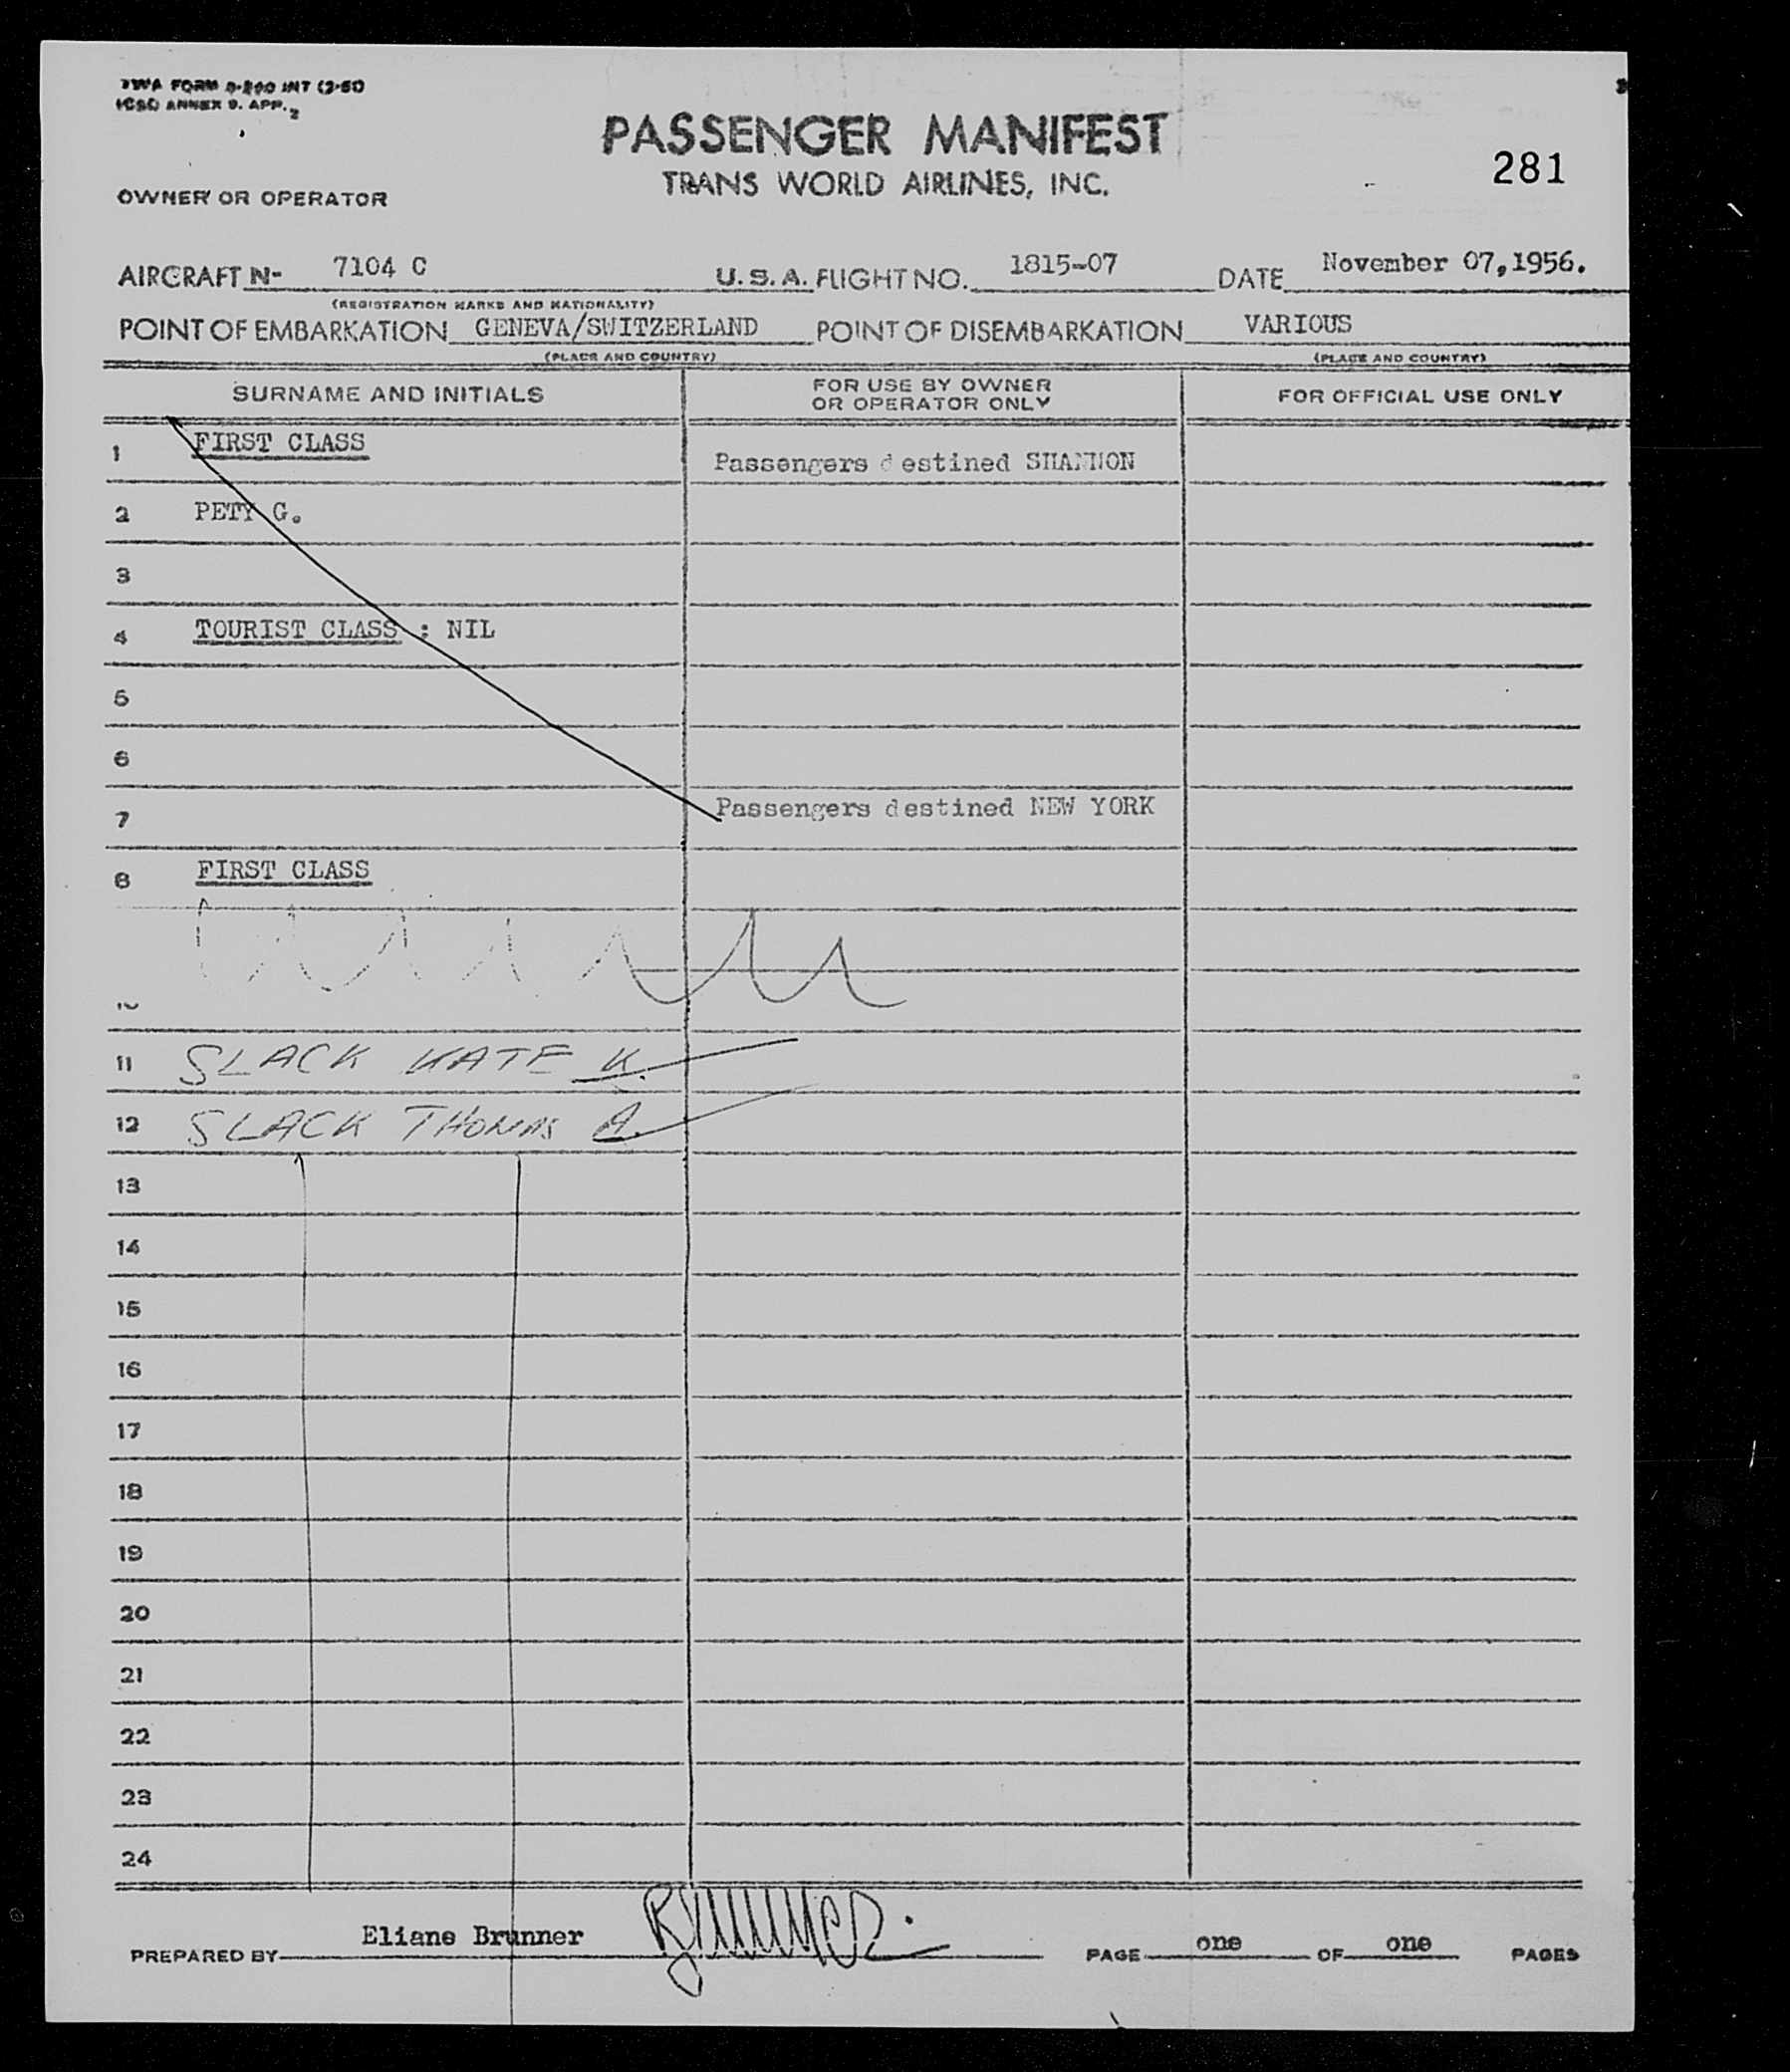 TWA FORM INT
ICAO ANNEX 9. APP. 2
PASSENGER MANIFEST
TRANS WORLD AIRLINES, INC.
281
OWNER OR OPERATOR
AIRCRAFT N- 7104 C U.S.A. FLIGHT NO. 1815-07 DATE November 07,1956.
(REGISTRATION MARKS AND NATIONALITY)
POINT OF EMBARKATION GENEVA/SWITZERLAND POINT OF DISEMBARKATION VARIOUS
(PLACE AND COUNTRY) (PLACE AND COUNTRY)
SURNAME AND INITIALS FOR USE BY OWNER OR OPERATOR ONLY FOR OFFICIAL USE ONLY
1 FIRST CLASS Passengers destined SHANNON
2 PETY G.
3
4 TOURIST CLASS : NIL
5
6
7 Passengers destined NEW YORK
8 FIRST CLASS
11 SLACK KATE K.
12 SLACK THOMAS A.
13
14
15
16
17
18
19
20
21
22
23
24
PREPARED BY Eliane Brunner Brunner PAGE one OF one PAGES